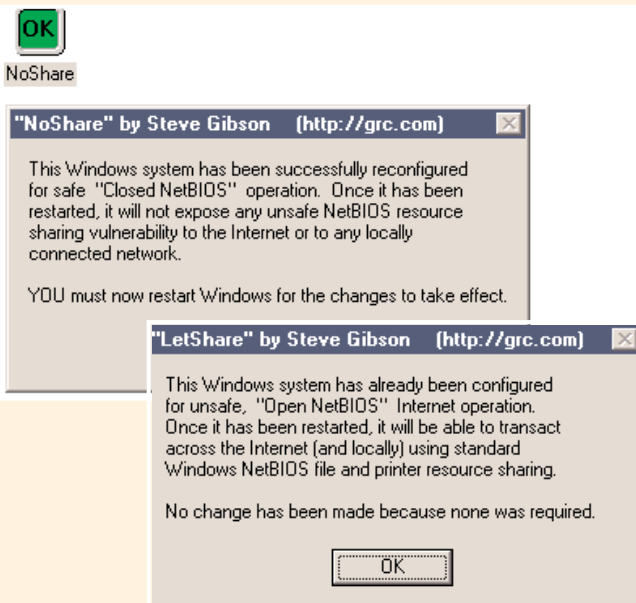 OK
NoShare
"NoShare" by Steve Gibson (http://grc.com)
This Windows system has been successfully reconfigured
for safe "Closed NetBIOS" operation. Once it has been
restarted, it will not expose any unsafe NetBIOS resource
sharing vulnerability to the Internet or to any locally
connected network.
YOU must now restart Windows for the changes to take effect.
"LetShare" by Steve Gibson (http://grc.com)
This Windows system has already been configured
for unsafe, "Open NetBIOS" Internet operation.
Once it has been restarted, it will be able to transact
across the Internet (and locally) using standard
Windows NetBIOS file and printer resource sharing.
No change has been made because none was required.
OK